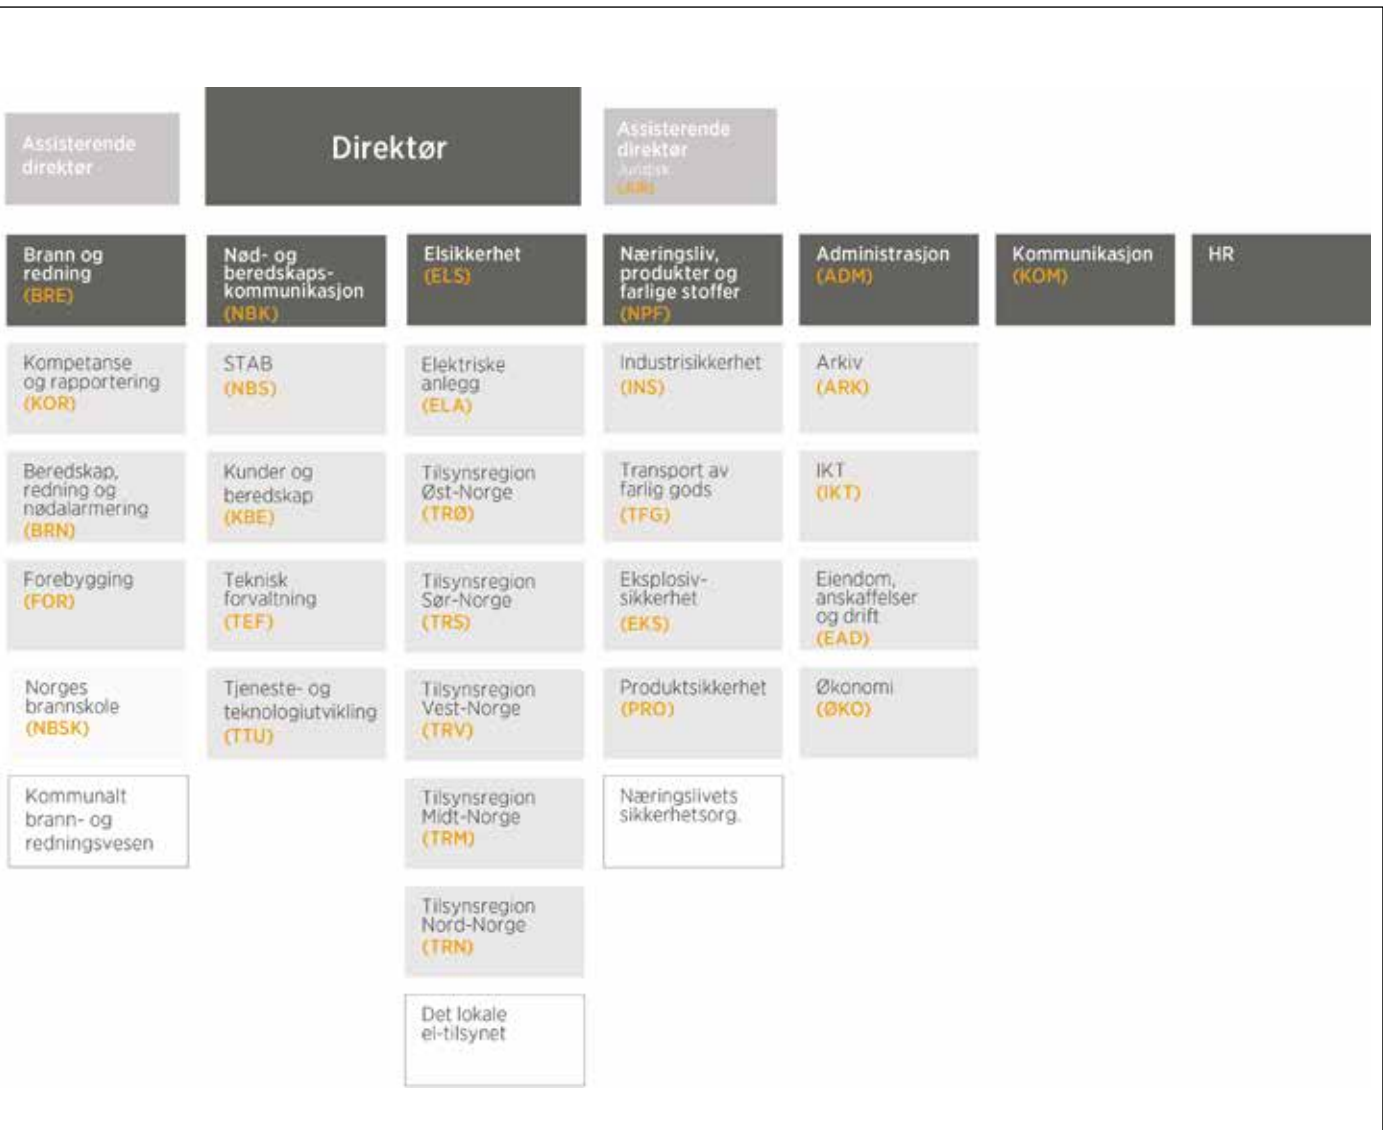 Assisterende
direktør
Direktør
Assisterende
direktør
Juridisk
Brann og
redning
(BRE)
Nød- og
beredskaps-
kommunikasjon
(NBK)
Elsikkerhet
(ELS)
Næringsliv,
produkter og
farlige stoffer
(NPF)
Administrasjon
(ADM)
Kommunikasjon
(KOM)
HR
Kompetanse
og rapportering
(KOR)
STAB
(NBS)
Elektriske
anlegg
(ELA)
Industrisikkerhet
(INS)
Arkiv
(ARK)
Beredskap,
redning og
nødalarmering
(BRN)
Kunder og
beredskap
(KBE)
Tilsynsregion
Øst-Norge
(TRØ)
Transport av
farlig gods
(TFG)
IKT
(IKT)
Forebygging
(FOR)
Teknisk
forvaltning
(TEF)
Tilsynsregion
Sør-Norge
(TRS)
Eksplosiv-
sikkerhet
(EKS)
Eiendom,
anskaffelser
og drift
(EAD)
Norges
brannskole
(NBSK)
Tjeneste- og
teknologiutvikling
(TTU)
Tilsynsregion
Vest-Norge
(TRV)
Produktsikkerhet
(PRO)
Økonomi
(ØKO)
Kommunalt
brann- og
redningsvesen
Tilsynsregion
Midt-Norge
(TRM)
Næringslivets
sikkerhetsorg.
Tilsynsregion
Nord-Norge
(TRN)
Det lokale
el-tilsynet